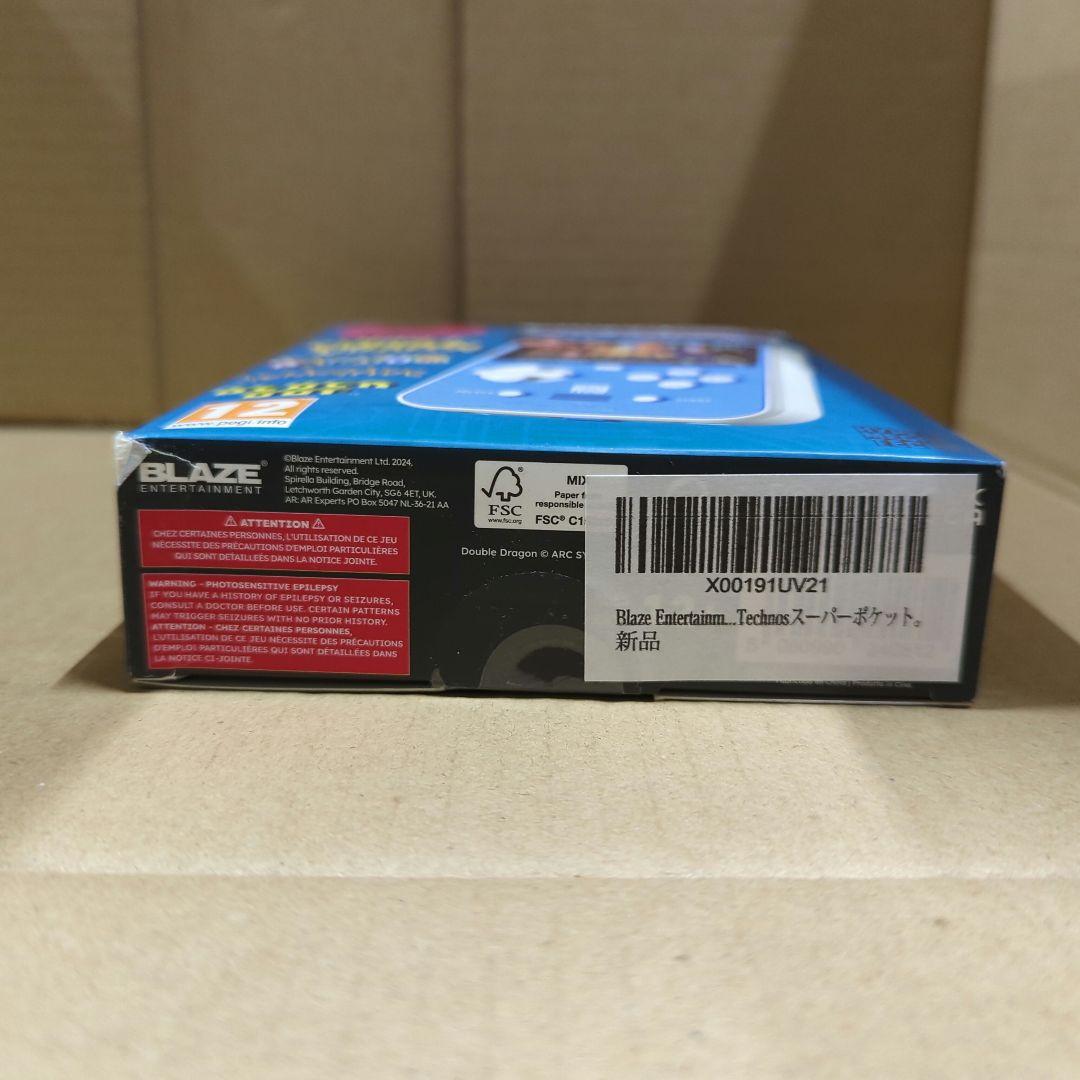 12
www.pegi.info
BLAZE®
ENTERTAINMENT
©Blaze Entertainment Ltd. 2024,
All rights reserved.
Spirella Building, Bridge Road,
Letchworth Garden City, SG6 4ET, UK.
AR: AR Experts PO Box 5047 NL-36-21 AA
⚠ ATTENTION ⚠
CHEZ CERTAINES PERSONNES, L'UTILISATION DE CE JEU
NÉCESSITE DES PRÉCAUTIONS D'EMPLOI PARTICULIÈRES
QUI SONT DÉTAILLÉES DANS LA NOTICE JOINTE.
WARNING - PHOTOSENSITIVE EPILEPSY
IF YOU HAVE A HISTORY OF EPILEPSY OR SEIZURES,
CONSULT A DOCTOR BEFORE USE. CERTAIN PATTERNS
MAY TRIGGER SEIZURES WITH NO PRIOR HISTORY.
ATTENTION - CHEZ CERTAINES PERSONNES,
L'UTILISATION DE CE JEU NÉCESSITE DES PRÉCAUTIONS
D'EMPLOI PARTICULIÈRES QUI SONT DÉTAILLÉES DANS
LA NOTICE CI-JOINTE.
FSC
www.fsc.org
MIX
Paper
responsible
FSC®
Double Dragon © ARC
X00191UV21
Blaze Entertainm...Technosスーパーポケット。
新品